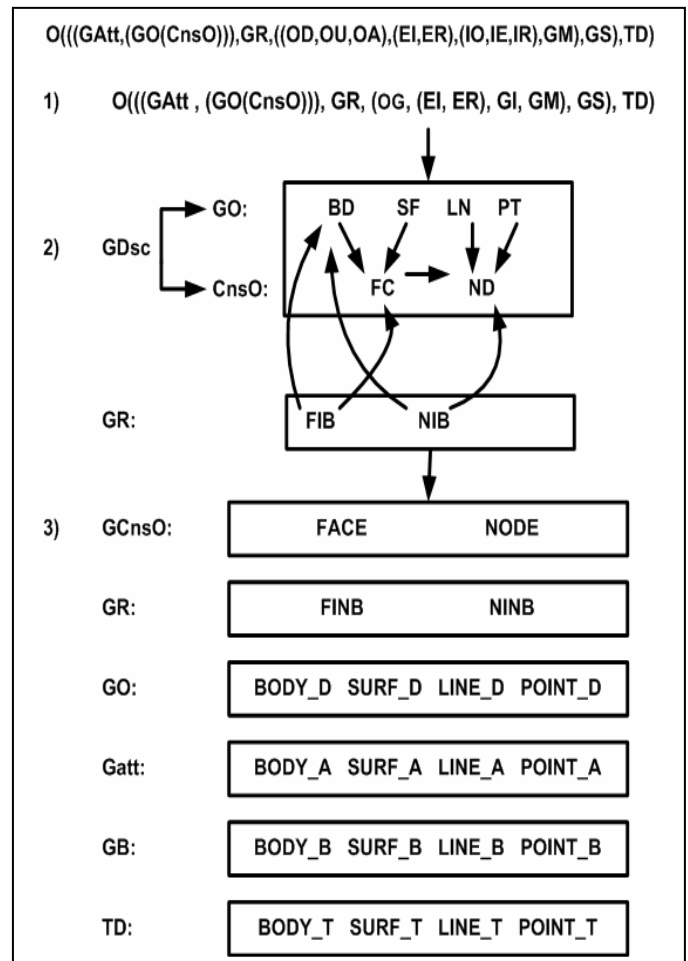 O(((GAtt,(GO(CnsO))),GR,((OD,OU,OA),(EI,ER),(IO,IE,IR),GM),GS),TD)
1) O(((GAtt , (GO(CnsO))), GR, (OG, (EI, ER), GI, GM), GS), TD)
GO: BD SF LN PT
2) GDsc
CnsO: FC ND
GR: FIB NIB
3) GCnsO: FACE NODE
GR: FINB NINB
GO: BODY_D SURF_D LINE_D POINT_D
Gatt: BODY_A SURF_A LINE_A POINT_A
GB: BODY_B SURF_B LINE_B POINT_B
TD: BODY_T SURF_T LINE_T POINT_T